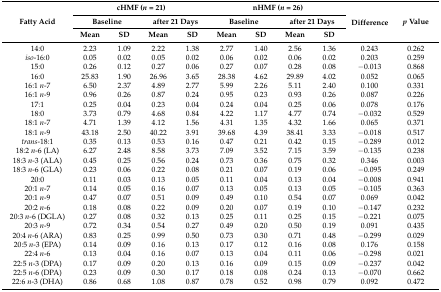 Fatty Acid cHMF (n = 21) nHMF (n = 26) Difference p Value
Baseline after 21 Days Baseline after 21 Days
Mean SD Mean SD Mean SD Mean SD
14:0 2.23 1.09 2.22 1.38 2.77 1.40 2.56 1.36 0.243 0.262
iso-16:0 0.05 0.02 0.05 0.02 0.06 0.02 0.06 0.02 0.203 0.259
15:0 0.26 0.12 0.27 0.06 0.27 0.07 0.28 0.08 −0.013 0.868
16:0 25.83 1.90 26.96 3.65 28.38 4.62 29.89 4.02 0.052 0.065
16:1 n-7 6.50 2.37 4.89 2.77 5.99 2.26 5.11 2.40 0.100 0.331
16:1 n-9 0.96 0.26 0.87 0.24 0.95 0.23 0.93 0.26 0.087 0.226
17:1 0.25 0.04 0.23 0.04 0.24 0.04 0.25 0.06 0.078 0.176
18:0 3.73 0.79 4.68 0.84 4.22 1.17 4.77 0.74 −0.032 0.529
18:1 n-7 4.71 1.39 4.12 1.56 4.31 1.35 4.32 1.66 0.065 0.371
18:1 n-9 43.18 2.50 40.22 3.91 39.68 4.39 38.41 3.33 −0.018 0.517
trans-18:1 0.35 0.13 0.53 0.16 0.47 0.21 0.42 0.15 −0.289 0.012
18:2 n-6 (LA) 6.27 2.48 8.58 3.73 7.09 3.52 7.15 3.59 −0.135 0.238
18:3 n-3 (ALA) 0.45 0.25 0.56 0.24 0.73 0.36 0.75 0.32 0.346 0.003
18:3 n-6 (GLA) 0.23 0.06 0.22 0.08 0.21 0.07 0.19 0.06 −0.095 0.249
20:0 0.11 0.03 0.13 0.05 0.11 0.04 0.13 0.04 −0.008 0.941
20:1 n-7 0.14 0.05 0.16 0.07 0.13 0.05 0.13 0.05 −0.105 0.363
20:1 n-9 0.47 0.07 0.51 0.09 0.49 0.10 0.54 0.07 0.069 0.042
20:2 n-6 0.18 0.08 0.22 0.09 0.20 0.07 0.19 0.10 −0.147 0.232
20:3 n-6 (DGLA) 0.27 0.08 0.32 0.13 0.25 0.11 0.25 0.15 −0.221 0.075
20:3 n-9 0.72 0.34 0.54 0.27 0.49 0.20 0.50 0.19 0.091 0.435
20:4 n-6 (ARA) 0.83 0.25 0.99 0.50 0.73 0.30 0.71 0.48 −0.299 0.029
20:5 n-3 (EPA) 0.14 0.09 0.16 0.13 0.17 0.12 0.16 0.08 0.176 0.158
22:4 n-6 0.13 0.04 0.16 0.07 0.13 0.04 0.11 0.06 −0.298 0.021
22:5 n-3 (DPA) 0.17 0.09 0.20 0.13 0.16 0.09 0.15 0.09 −0.237 0.042
22:5 n-6 (DPA) 0.23 0.09 0.30 0.17 0.18 0.08 0.24 0.13 −0.070 0.662
22:6 n-3 (DHA) 0.86 0.68 1.08 0.87 0.78 0.52 0.98 0.79 0.092 0.472